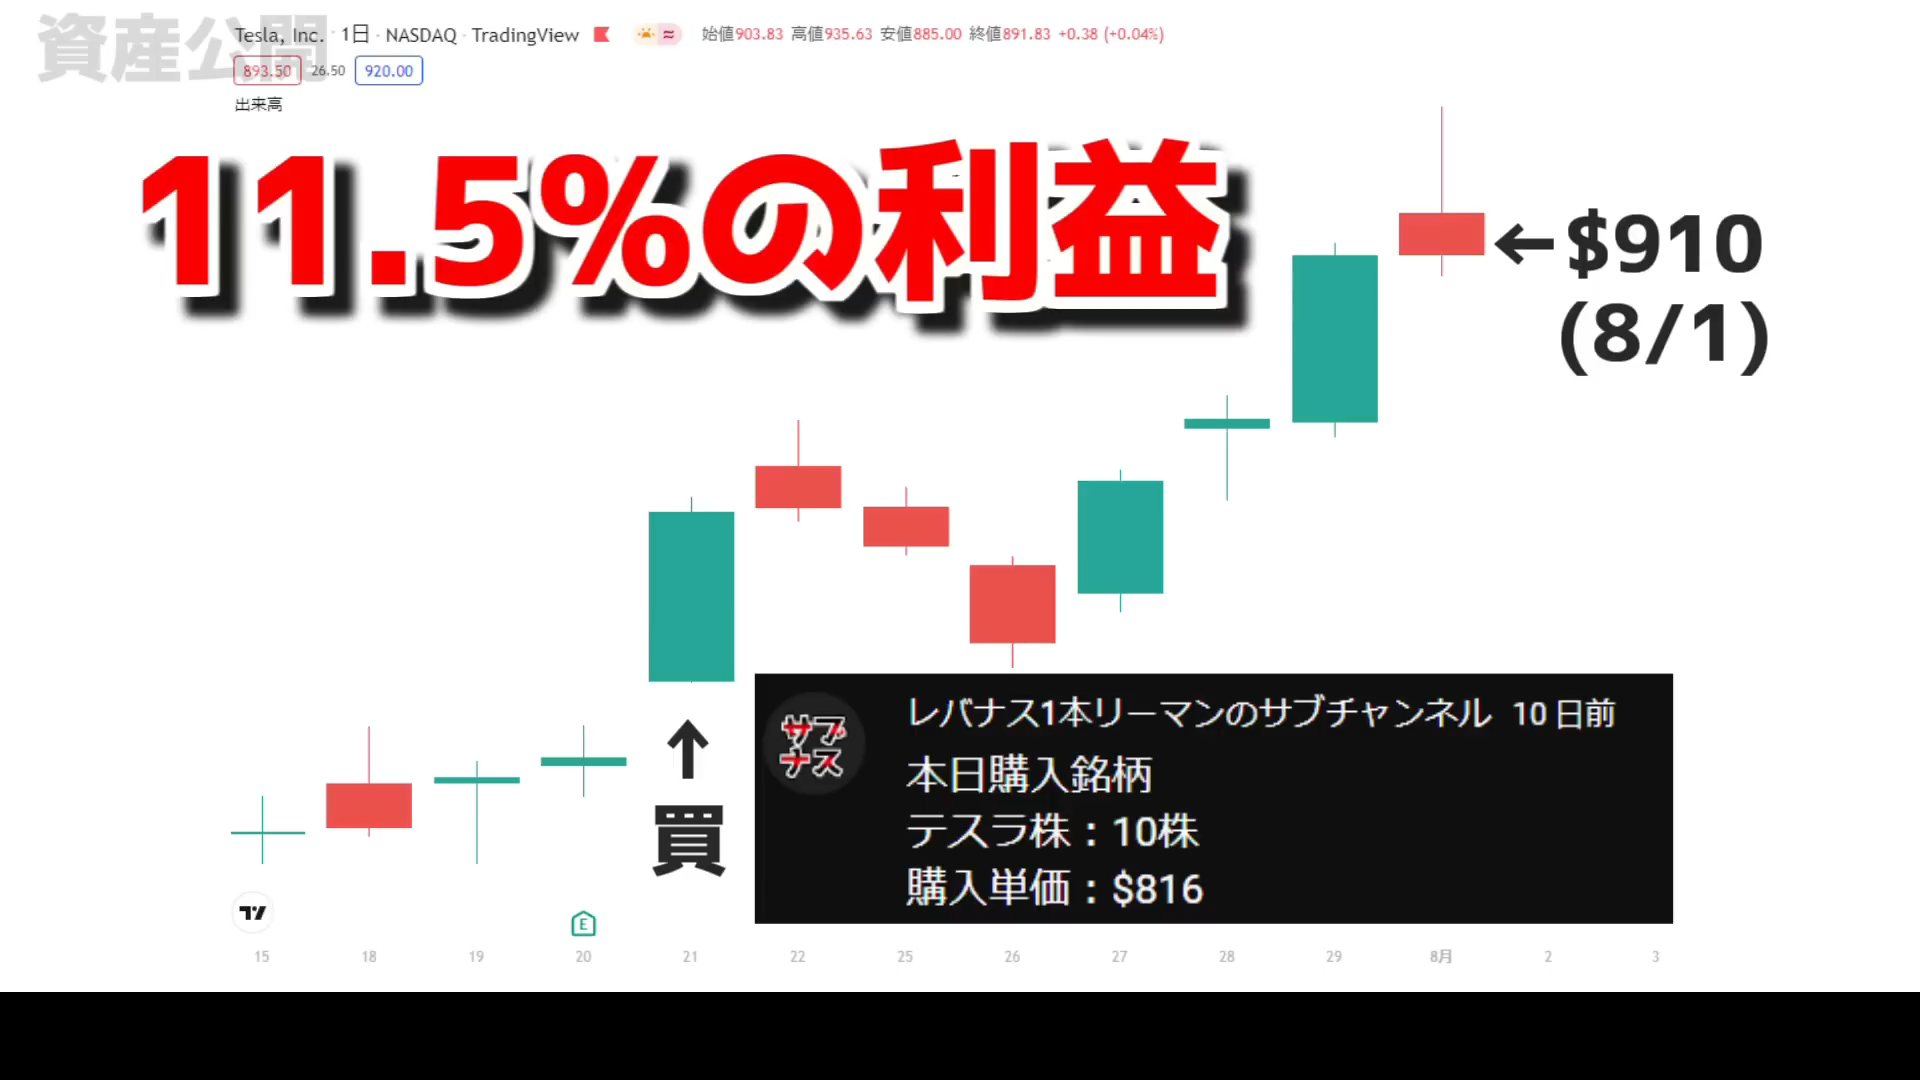 資産公開
Tesla, Inc. · 1日 · NASDAQ · TradingView 始値903.83 高値935.63 安値885.00 終値891.83 +0.38 (+0.04%)
893.50 26.50 920.00
出来高
11.5%の利益
←$910
(8/1)
↑
買
サブナス
レバナス1本リーマンのサブチャンネル 10日前
本日購入銘柄
テスラ株：10株
購入単価：$816
E
15 18 19 20 21 22 25 26 27 28 29 8月 2 3